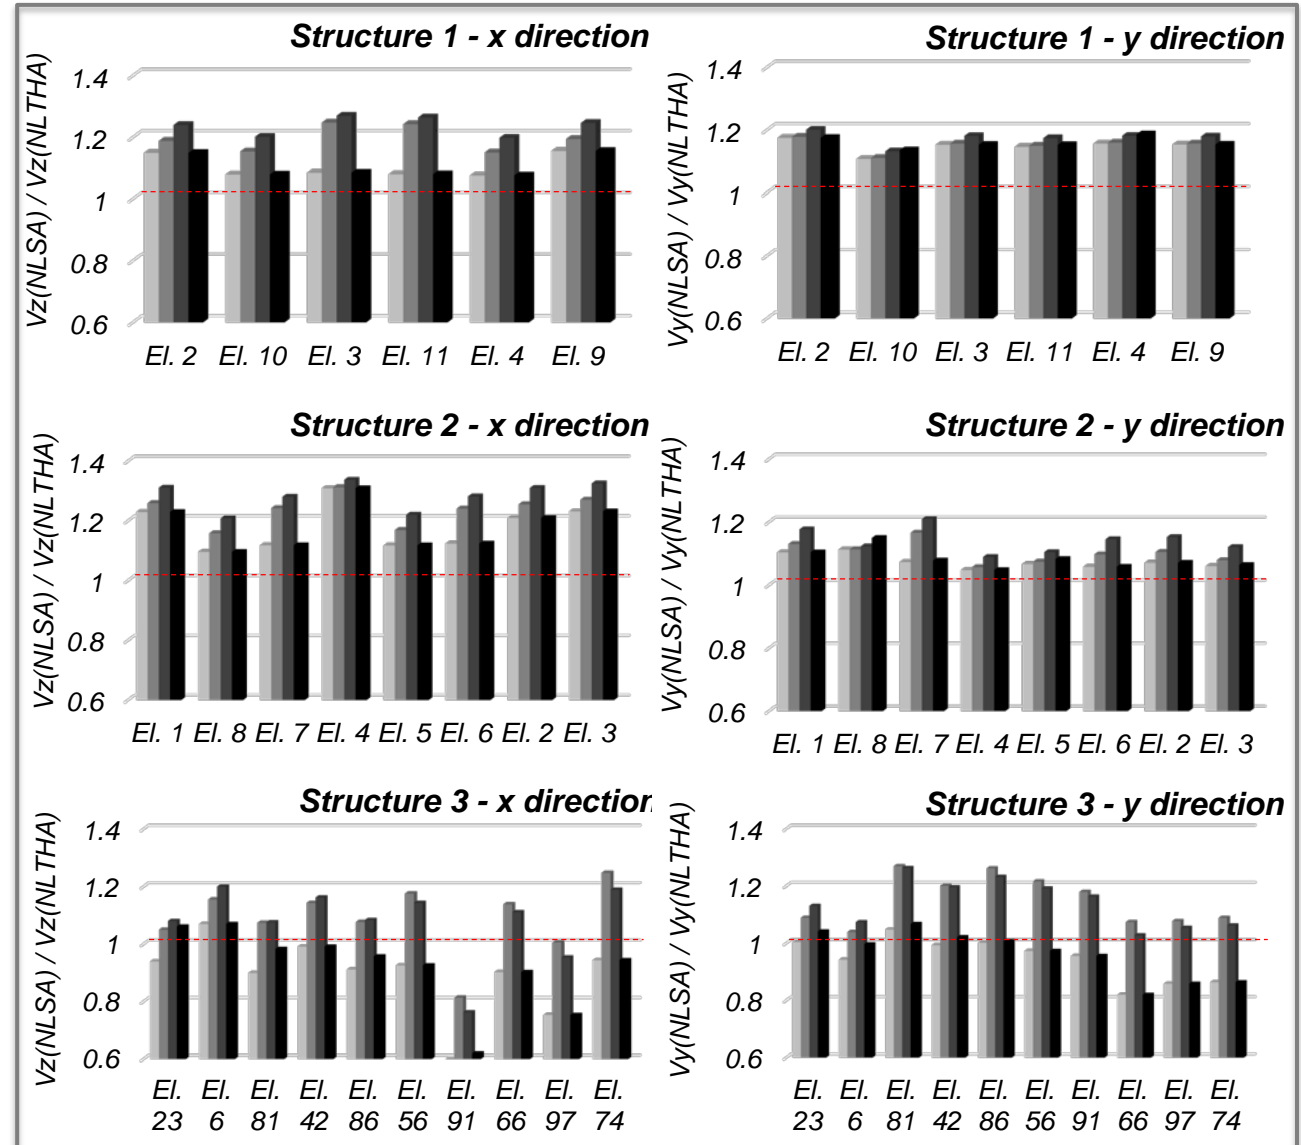 Structure 1 - x direction
Vz(NLSA) / Vz(NLTHA)
1.4
1.2
1
0.8
0.6
El. 2 El. 10 El. 3 El. 11 El. 4 El. 9
Structure 1 - y direction
Vy(NLSA) / Vy(NLTHA)
1.4
1.2
1
0.8
0.6
El. 2 El. 10 El. 3 El. 11 El. 4 El. 9
Structure 2 - x direction
Vz(NLSA) / Vz(NLTHA)
1.4
1.2
1
0.8
0.6
El. 1 El. 8 El. 7 El. 4 El. 5 El. 6 El. 2 El. 3
Structure 2 - y direction
Vy(NLSA) / Vy(NLTHA)
1.4
1.2
1
0.8
0.6
El. 1 El. 8 El. 7 El. 4 El. 5 El. 6 El. 2 El. 3
Structure 3 - x direction
Vz(NLSA) / Vz(NLTHA)
1.4
1.2
1
0.8
0.6
El. El. El. El. El. El. El. El. El. El.
23 6 81 42 86 56 91 66 97 74
Structure 3 - y direction
Vy(NLSA) / Vy(NLTHA)
1.4
1.2
1
0.8
0.6
El. El. El. El. El. El. El. El. El. El.
23 6 81 42 86 56 91 66 97 74